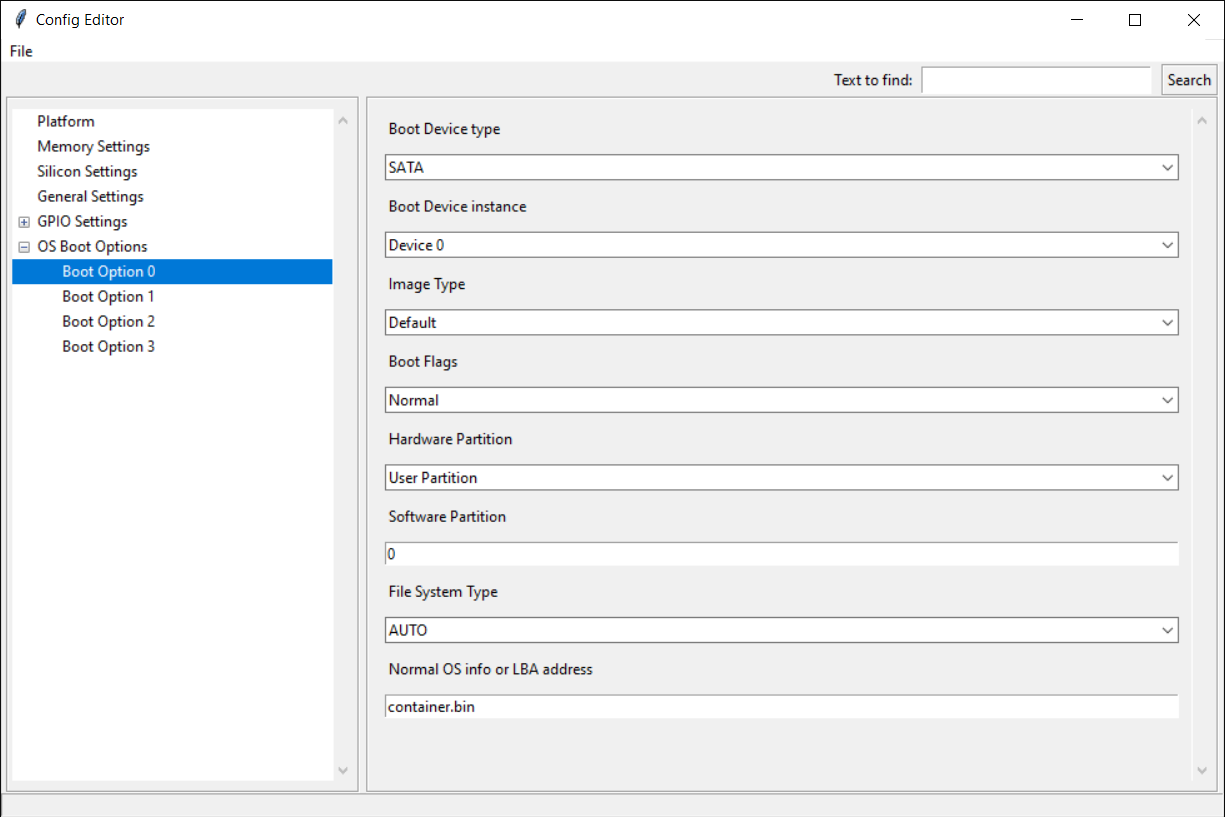 Config Editor
File
Text to find:
Search
Platform
Memory Settings
Silicon Settings
General Settings
GPIO Settings
OS Boot Options
Boot Option 0
Boot Option 1
Boot Option 2
Boot Option 3
Boot Device type
SATA
Boot Device instance
Device 0
Image Type
Default
Boot Flags
Normal
Hardware Partition
User Partition
Software Partition
0
File System Type
AUTO
Normal OS info or LBA address
container.bin